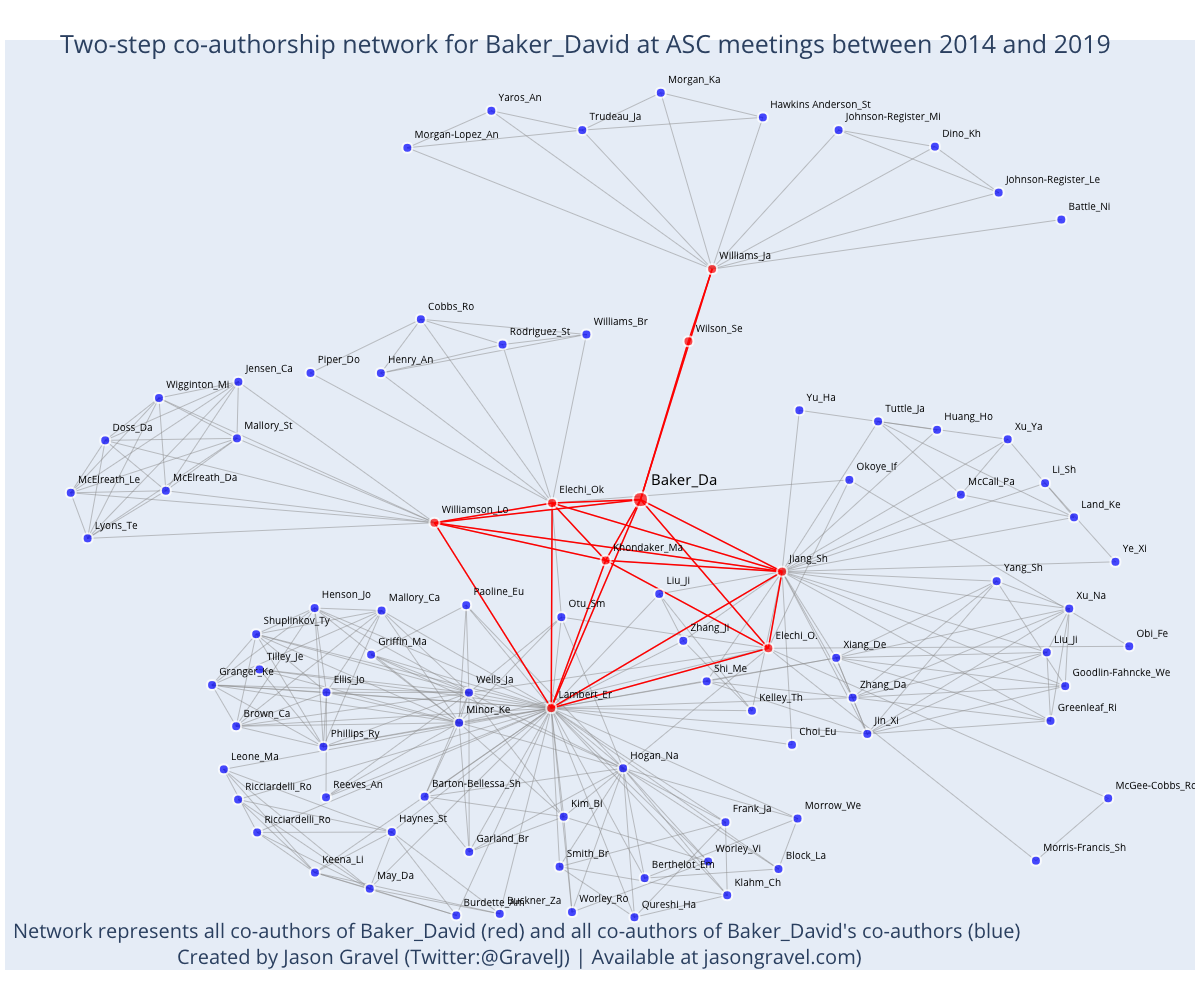 Two-step co-authorship network for Baker_David at ASC meetings between 2014 and 2019
Morgan_Ka
Yaros_An
Hawkins Anderson_St
Trudeau_Ja
Johnson-Register_Mi
Morgan-Lopez_An
Dino_Kh
Johnson-Register_Le
Battle_Ni
Williams_Ja
Cobbs_Ro
Williams_Br
Wilson_Se
Rodriguez_St
Piper_Do
Henry_An
Jensen_Ca
Wigginton_Mi
Yu_Ha
Tuttle_Ja
Huang_Ho
Doss_Da
Mallory_St
Xu_Ya
McElreath_Le
McElreath_Da
Elechi_Ok
Baker_Da
Okoye_If
McCall_Pa
Li_Sh
Lyons_Te
Williamson_Lo
Land_Ke
Khondaker_Ma
Jiang_Sh
Ye_Xi
Yang_Sh
Henson_Jo
Mallory_Ca
Paoline_Eu
Liu_Ji
Xu_Na
Shuplinkov_Ty
Otu_Sm
Griffin_Ma
Zhang_Ji
Elechi_O.
Xiang_De
Liu_Ji
Obi_Fe
Tilley_Je
Granger_Ke
Ellis_Jo
Wells_Ja
Shi_Me
Goodlin-Fahncke_We
Lambert_Er
Kelley_Th
Zhang_Da
Brown_Ca
Minor_Ke
Greenleaf_Ri
Phillips_Ry
Choi_Eu
Jin_Xi
Leone_Ma
Hogan_Na
Ricciardelli_Ro
Reeves_An
Barton-Bellessa_Sh
McGee-Cobbs_Ro
Kim_Bi
Frank_Ja
Morrow_We
Ricciardelli_Ro
Haynes_St
Garland_Br
Smith_Br
Worley_Vi
Block_La
Morris-Francis_Sh
Keena_Li
May_Da
Berthelot_Em
Klahm_Ch
Burdette_Am
Buckner_Za
Worley_Ro
Qureshi_Ha
Network represents all co-authors of Baker_David (red) and all co-authors of Baker_David's co-authors (blue)
Created by Jason Gravel (Twitter:@GravelJ) | Available at jasongravel.com)